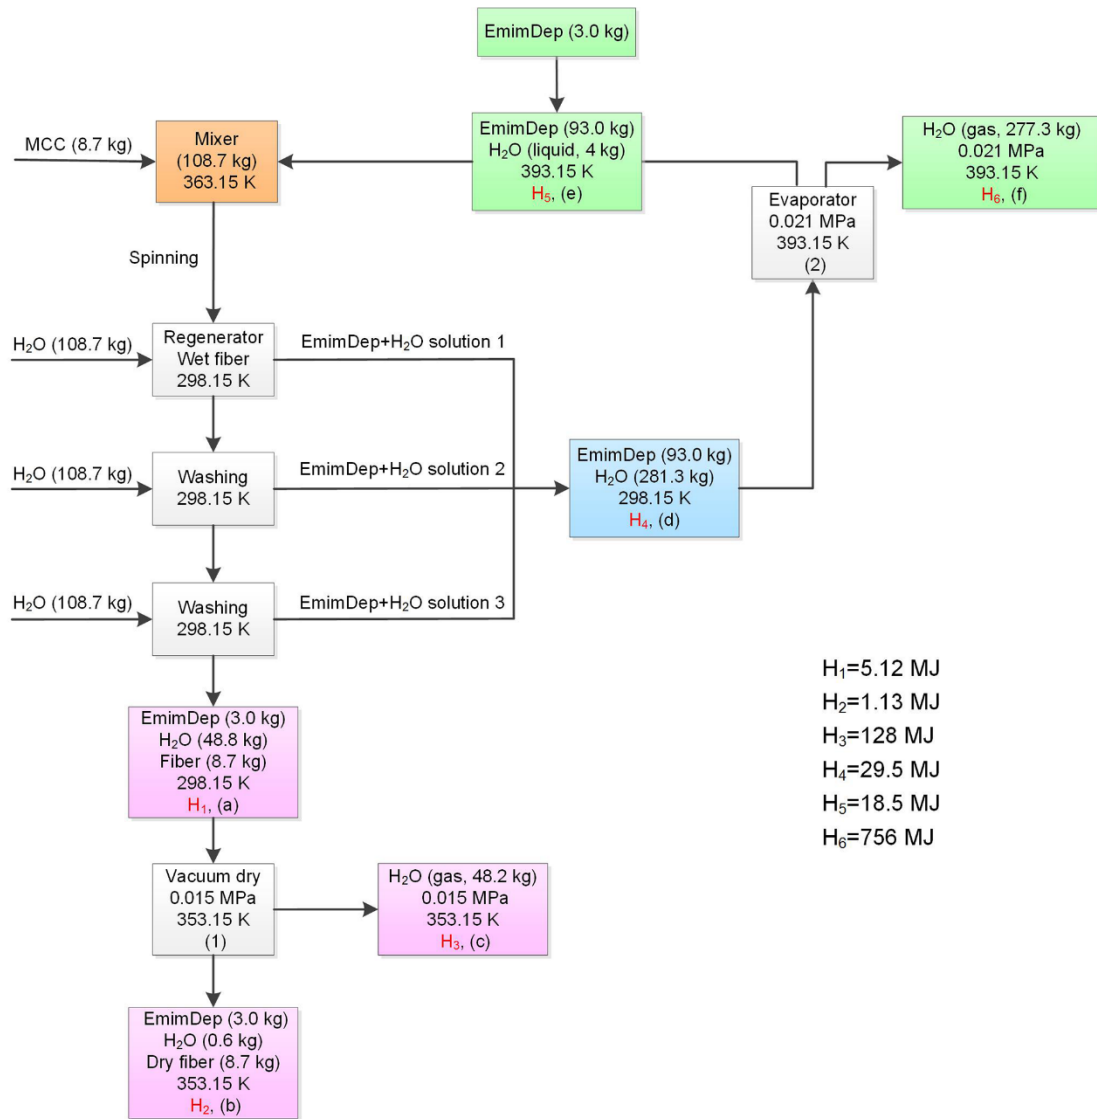 EmimDep (3.0 kg)
MCC (8.7 kg)
Mixer
(108.7 kg)
363.15 K
EmimDep (93.0 kg)
H₂O (liquid, 4 kg)
393.15 K
H₅, (e)
H₂O (gas, 277.3 kg)
0.021 MPa
393.15 K
H₆, (f)
Evaporator
0.021 MPa
393.15 K
(2)
Spinning
H₂O (108.7 kg)
Regenerator
Wet fiber
298.15 K
EmimDep+H₂O solution 1
H₂O (108.7 kg)
Washing
298.15 K
EmimDep+H₂O solution 2
EmimDep (93.0 kg)
H₂O (281.3 kg)
298.15 K
H₄, (d)
H₂O (108.7 kg)
Washing
298.15 K
EmimDep+H₂O solution 3
EmimDep (3.0 kg)
H₂O (48.8 kg)
Fiber (8.7 kg)
298.15 K
H₁, (a)
H₁=5.12 MJ
H₂=1.13 MJ
H₃=128 MJ
H₄=29.5 MJ
H₅=18.5 MJ
H₆=756 MJ
Vacuum dry
0.015 MPa
353.15 K
(1)
H₂O (gas, 48.2 kg)
0.015 MPa
353.15 K
H₃, (c)
EmimDep (3.0 kg)
H₂O (0.6 kg)
Dry fiber (8.7 kg)
353.15 K
H₂, (b)